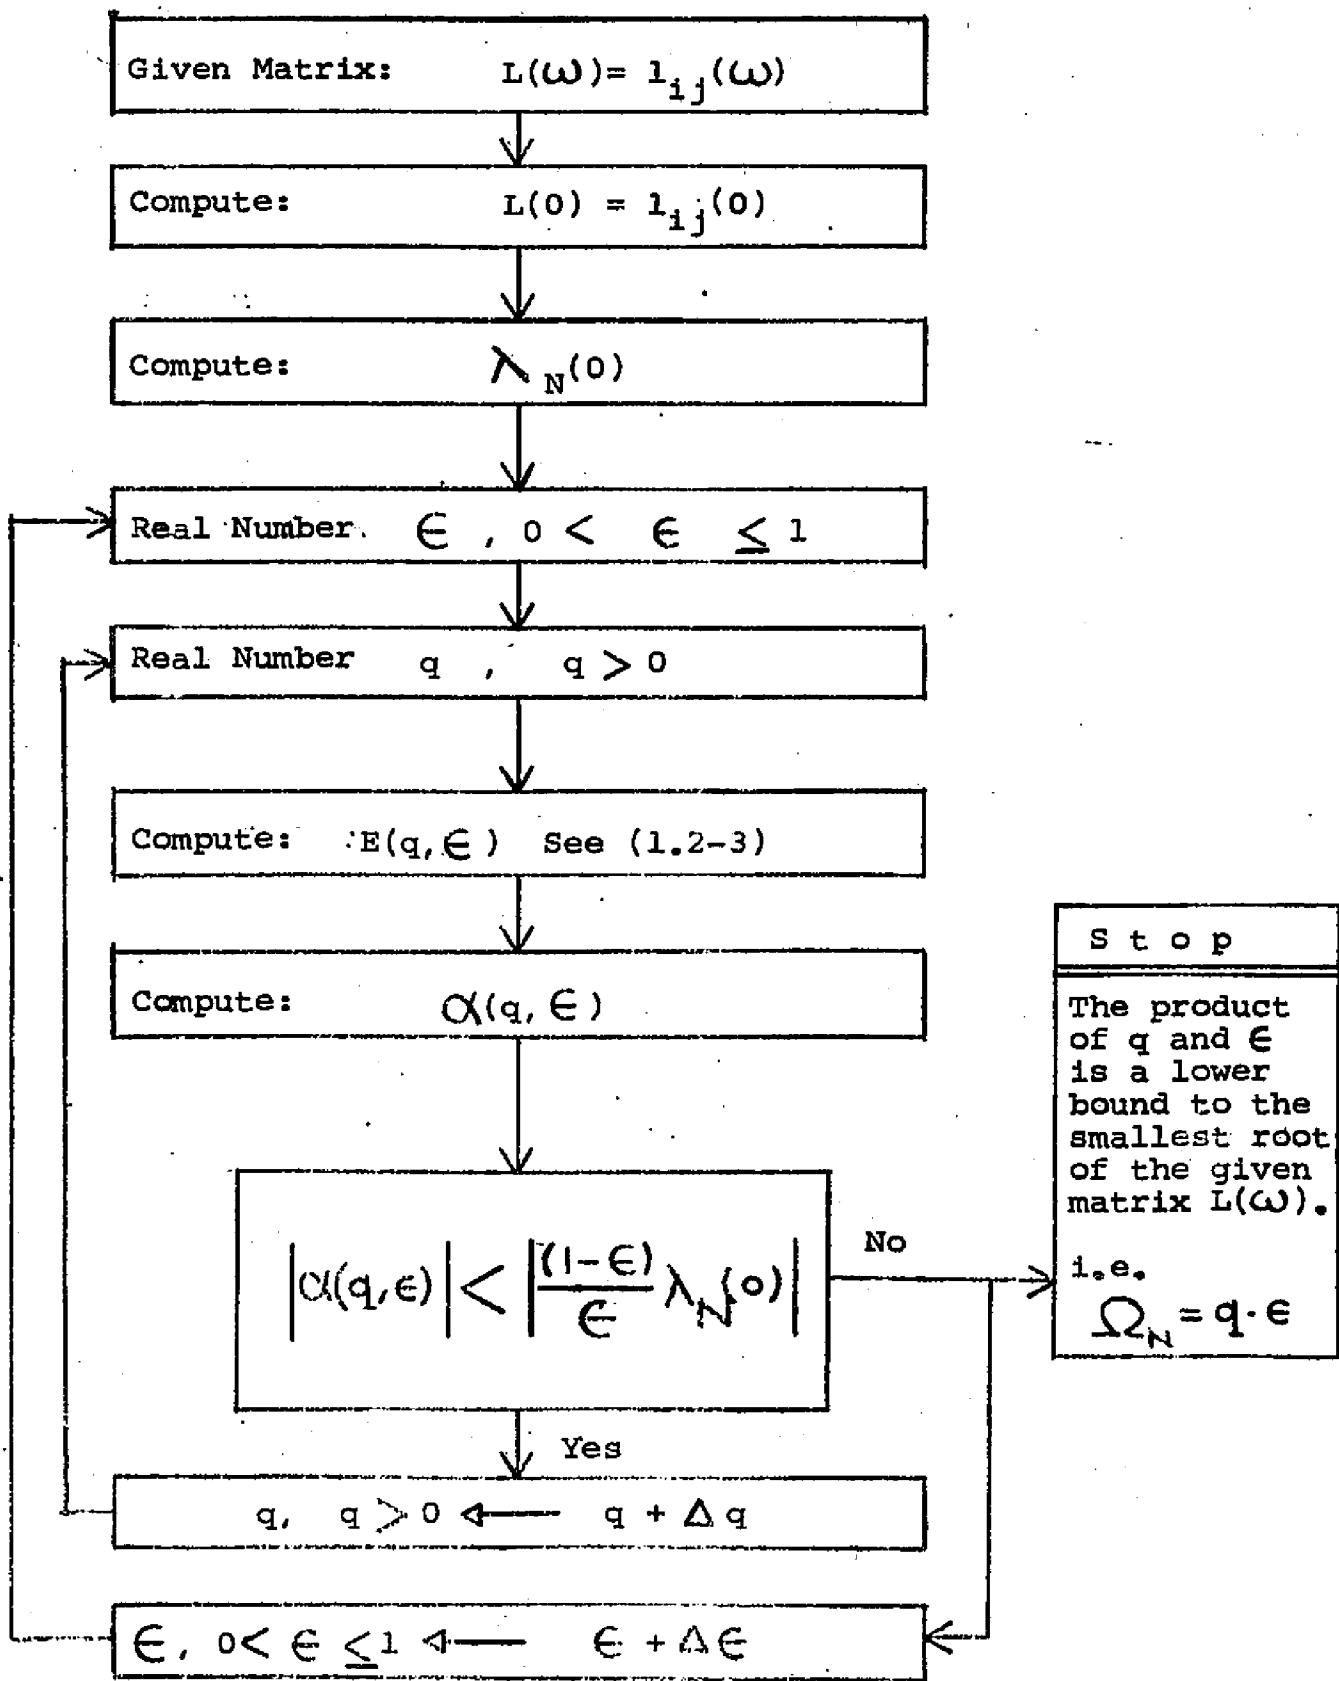 Given Matrix: L(ω)= l_ij(ω)
Compute: L(0) = l_ij(0)
Compute: λ_N(0)
Real Number. ϵ , 0 < ϵ ≤ 1
Real Number q , q > 0
Compute: E(q,ϵ) See (1.2-3)
Compute: α(q,ϵ)
|α(q,ϵ)| < |(1-ϵ)/ϵ λ_N(0)|
No
Yes
q, q > 0 ◁— q + Δq
ϵ, 0< ϵ ≤1 ◁— ϵ + Δϵ
S t o p
The product
of q and ϵ
is a lower
bound to the
smallest root
of the given
matrix L(ω).
i.e.
Ω_N = q·ϵ